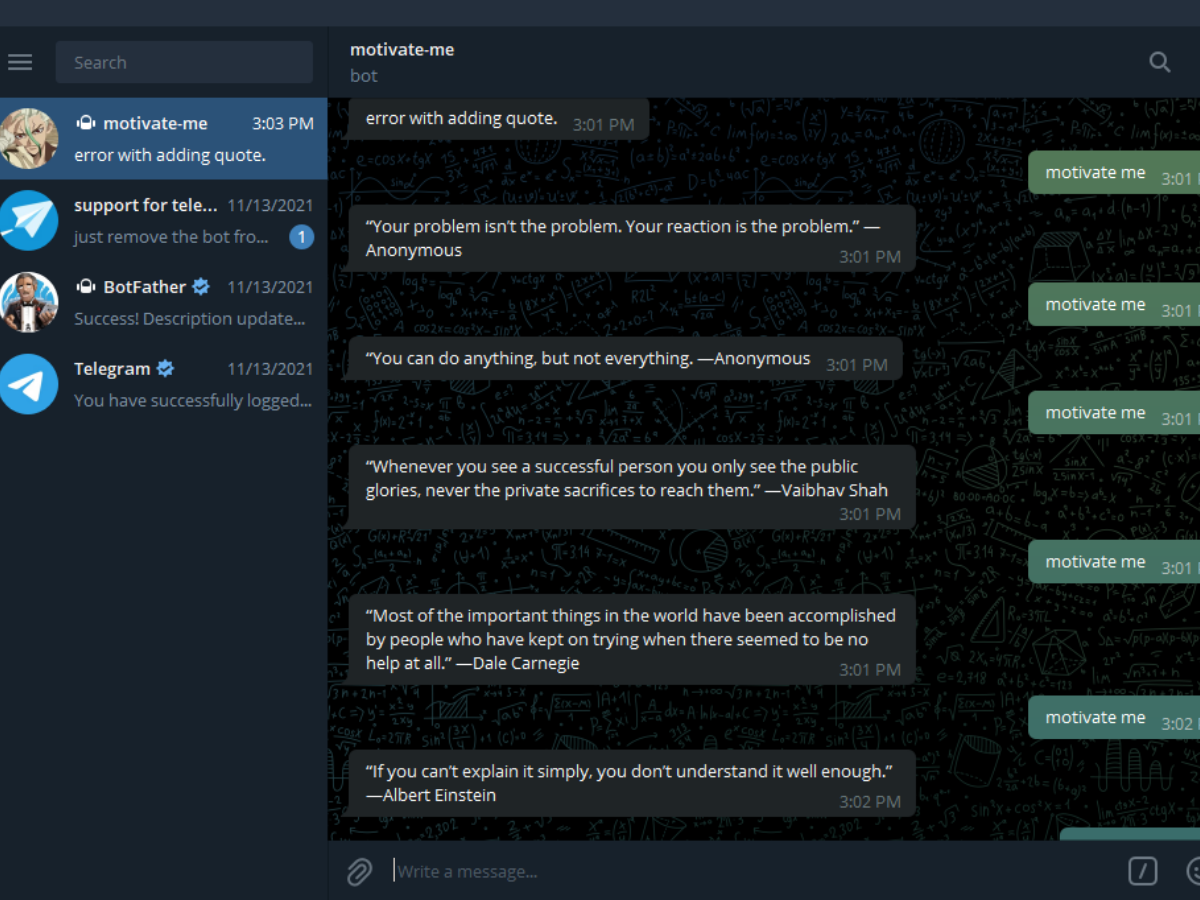 Search
motivate-me
3:03 PM
error with adding quote.
support for tele...
11/13/2021
just remove the bot fro...
1
BotFather
11/13/2021
Success! Description update...
Telegram
11/13/2021
You have successfully logged...
motivate-me
bot
error with adding quote.
3:01 PM
motivate me
3:01
“Your problem isn’t the problem. Your reaction is the problem.” —
Anonymous
3:01 PM
motivate me
3:01
“You can do anything, but not everything. —Anonymous
3:01 PM
motivate me
3:01
“Whenever you see a successful person you only see the public
glories, never the private sacrifices to reach them.” —Vaibhav Shah
3:01 PM
motivate me
3:01
“Most of the important things in the world have been accomplished
by people who have kept on trying when there seemed to be no
help at all.” —Dale Carnegie
3:01 PM
motivate me
3:02
“If you can’t explain it simply, you don’t understand it well enough.”
—Albert Einstein
3:02 PM
Write a message...